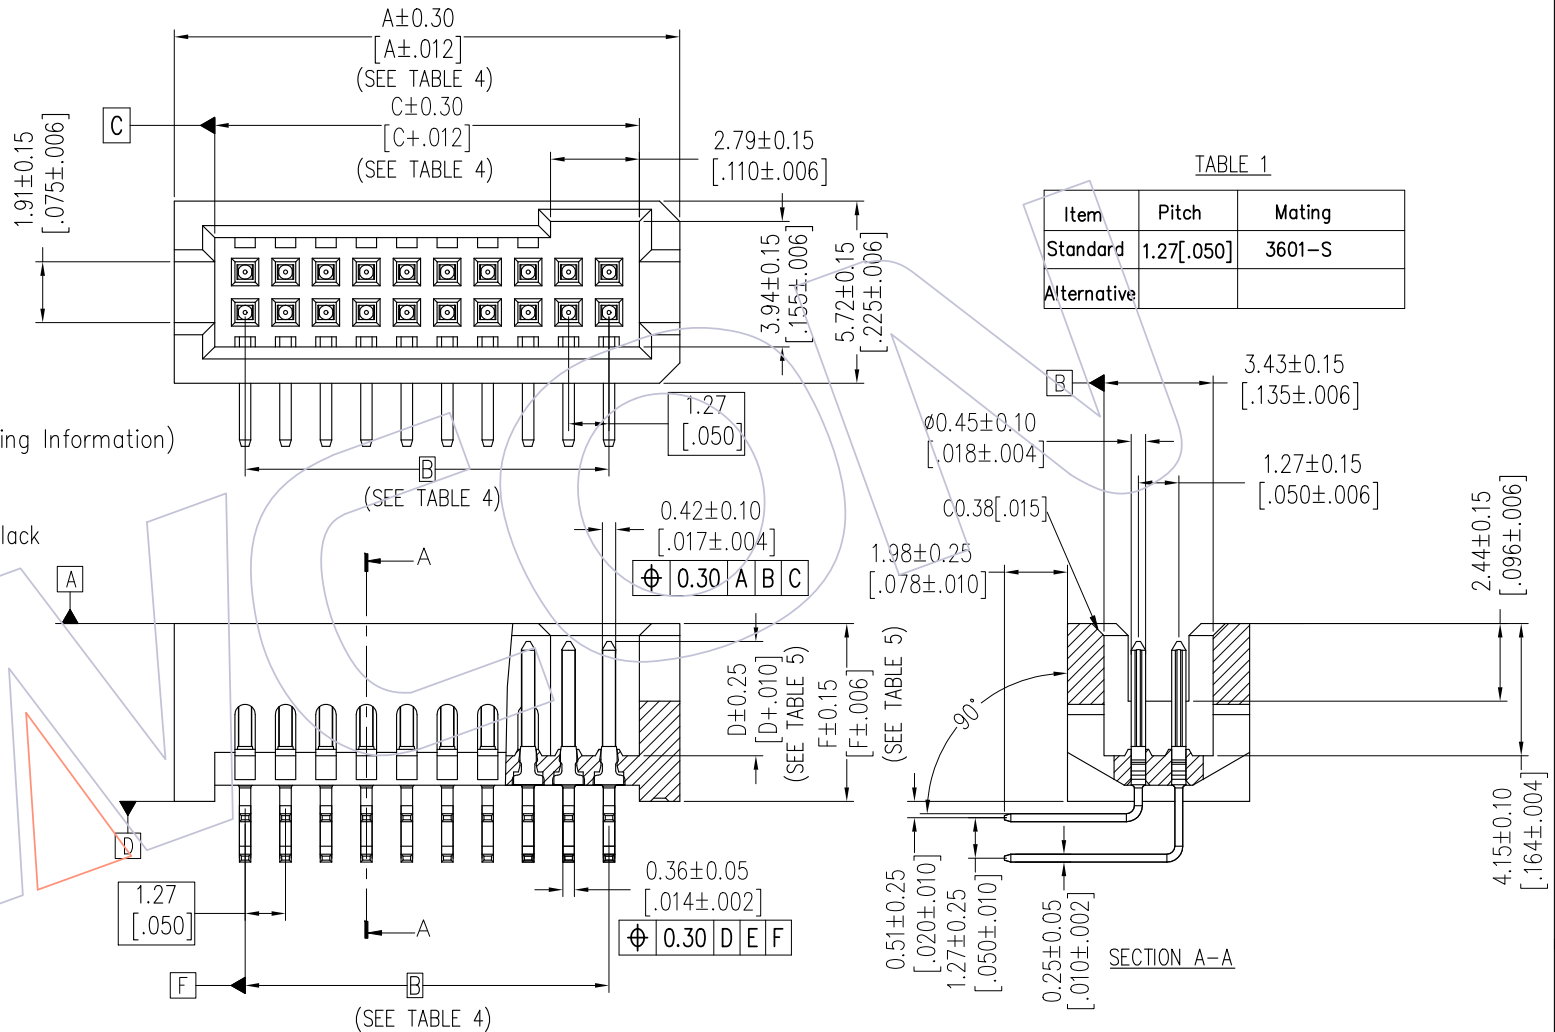 A±0.30
[A±.012]
(SEE TABLE 4)
C±0.30
[C+.012]
(SEE TABLE 4)
C
2.79±0.15
[.110±.006]
1.91±0.15
[.075±.006]
3.94±0.15
[.155±.006]
5.72±0.15
[.225±.006]
1.27
[.050]
B
(SEE TABLE 4)
TABLE 1
Item Pitch Mating
Standard 1.27[.050] 3601-S
Alternative
ing Information)
lack
A
A
0.42±0.10
[.017±.004]
⌖ 0.30 A B C
D±0.25
[D+.010]
(SEE TABLE 5)
F±0.15
[F±.006]
(SEE TABLE 5)
D
1.27
[.050]
A
0.36±0.05
[.014±.002]
⌖ 0.30 D E F
F
B
(SEE TABLE 4)
B
3.43±0.15
[.135±.006]
ø0.45±0.10
[.018±.004]
1.27±0.15
[.050±.006]
C0.38[.015]
1.98±0.25
[.078±.010]
2.44±0.15
[.096±.006]
90°
4.15±0.10
[.164±.004]
0.51±0.25
[.020±.010]
1.27±0.25
[.050±.010]
0.25±0.05
[.010±.002]
SECTION A-A
WCON